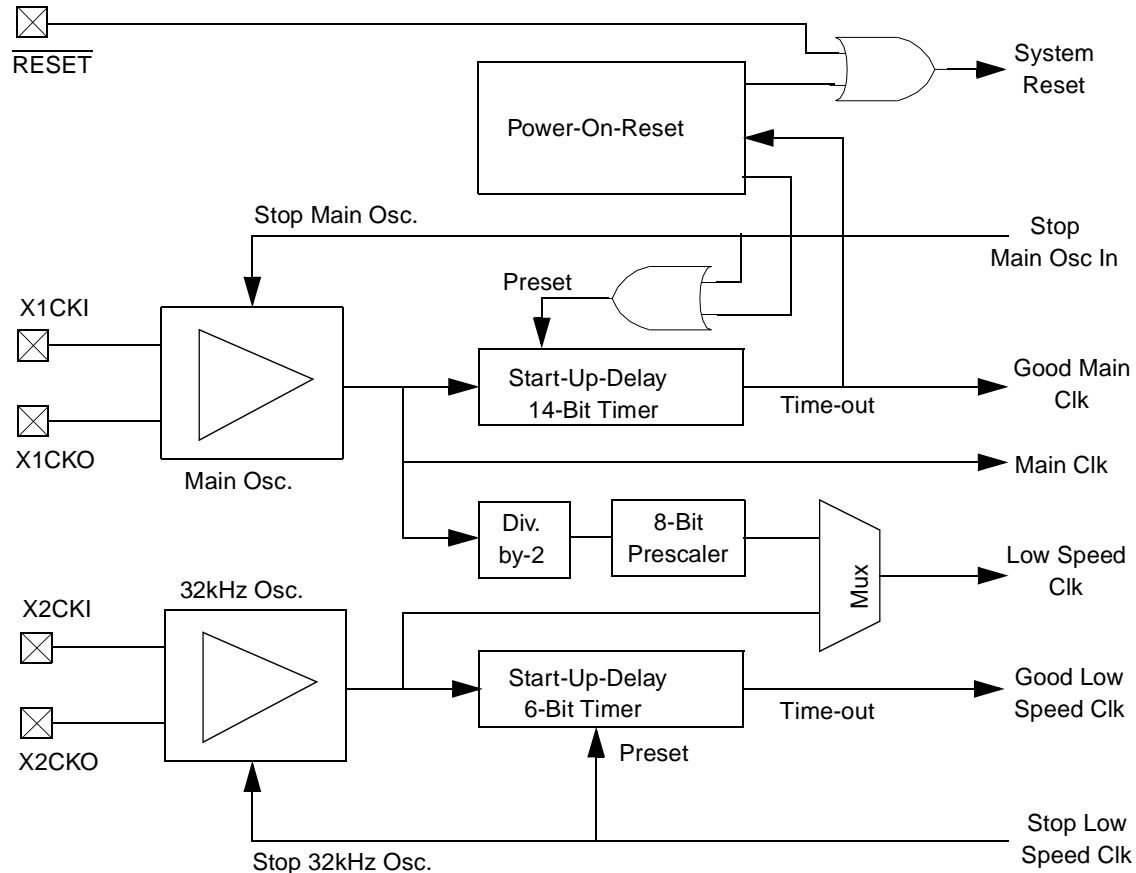 RESET
System
Reset
Power-On-Reset
Stop Main Osc.
Stop
Main Osc In
Preset
X1CKI
Start-Up-Delay
14-Bit Timer
Time-out
Good Main
Clk
X1CKO
Main Osc.
Main Clk
Div.
by-2
8-Bit
Prescaler
Mux
Low Speed
Clk
32kHz Osc.
X2CKI
Start-Up-Delay
6-Bit Timer
Time-out
Good Low
Speed Clk
X2CKO
Preset
Stop 32kHz Osc.
Stop Low
Speed Clk